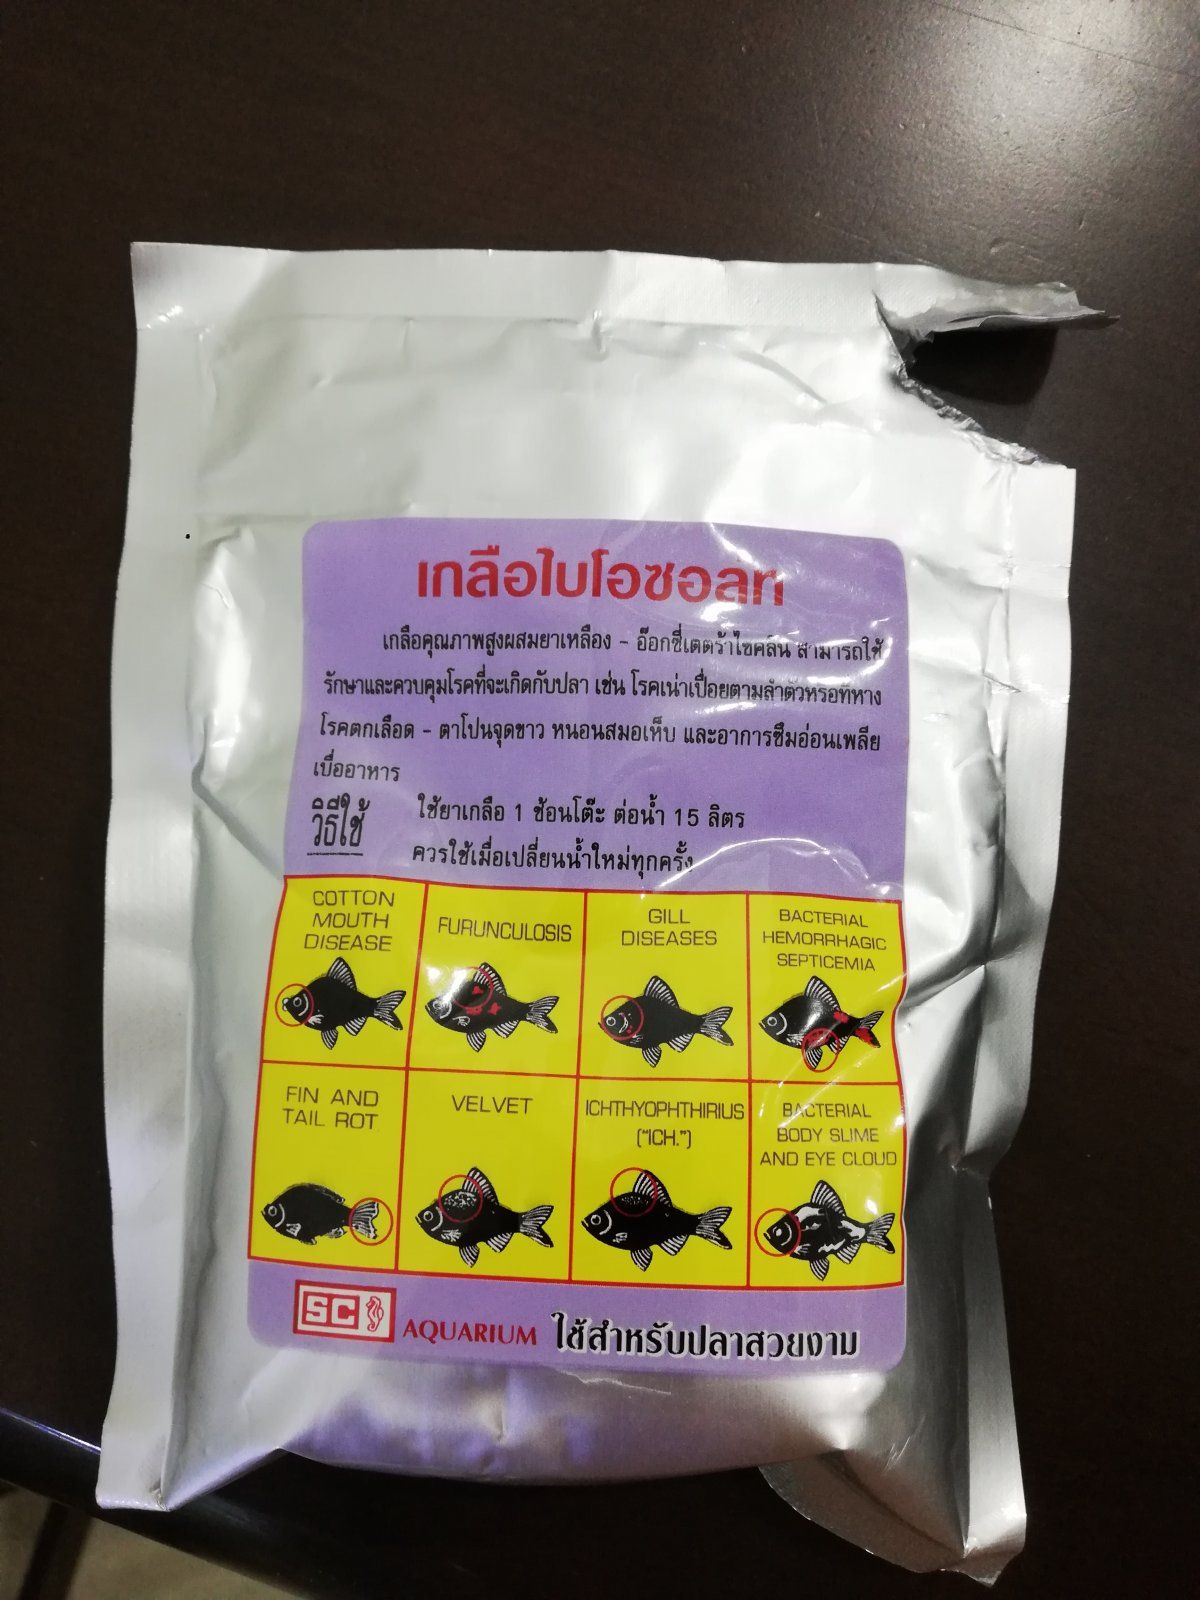 เกลือไบโอซอลท
เกลือคุณภาพสูงผสมยาเหลือง - อ๊อกซี่เตตร้าไซคลิน สามารถใช้
รักษาและควบคุมโรคที่จะเกิดกับปลา เช่น โรคเน่าเปื่อยตามลำตัวหรือที่หาง
โรคตกเลือด - ตาโปนจุดขาว หนอนสมอเห็บ และอาการซึมอ่อนเพลีย
เบื่ออาหาร
วิธีใช้ ใช้ยาเกลือ 1 ช้อนโต๊ะ ต่อน้ำ 15 ลิตร
ควรใช้เมื่อเปลี่ยนน้ำใหม่ทุกครั้ง
COTTON
MOUTH
DISEASE
FURUNCULOSIS
GILL
DISEASES
BACTERIAL
HEMORRHAGIC
SEPTICEMIA
FIN AND
TAIL ROT
VELVET
ICHTHYOPHTHIRIUS
("ICH.")
BACTERIAL
BODY SLIME
AND EYE CLOUD
SC AQUARIUM ใช้สำหรับปลาสวยงาม